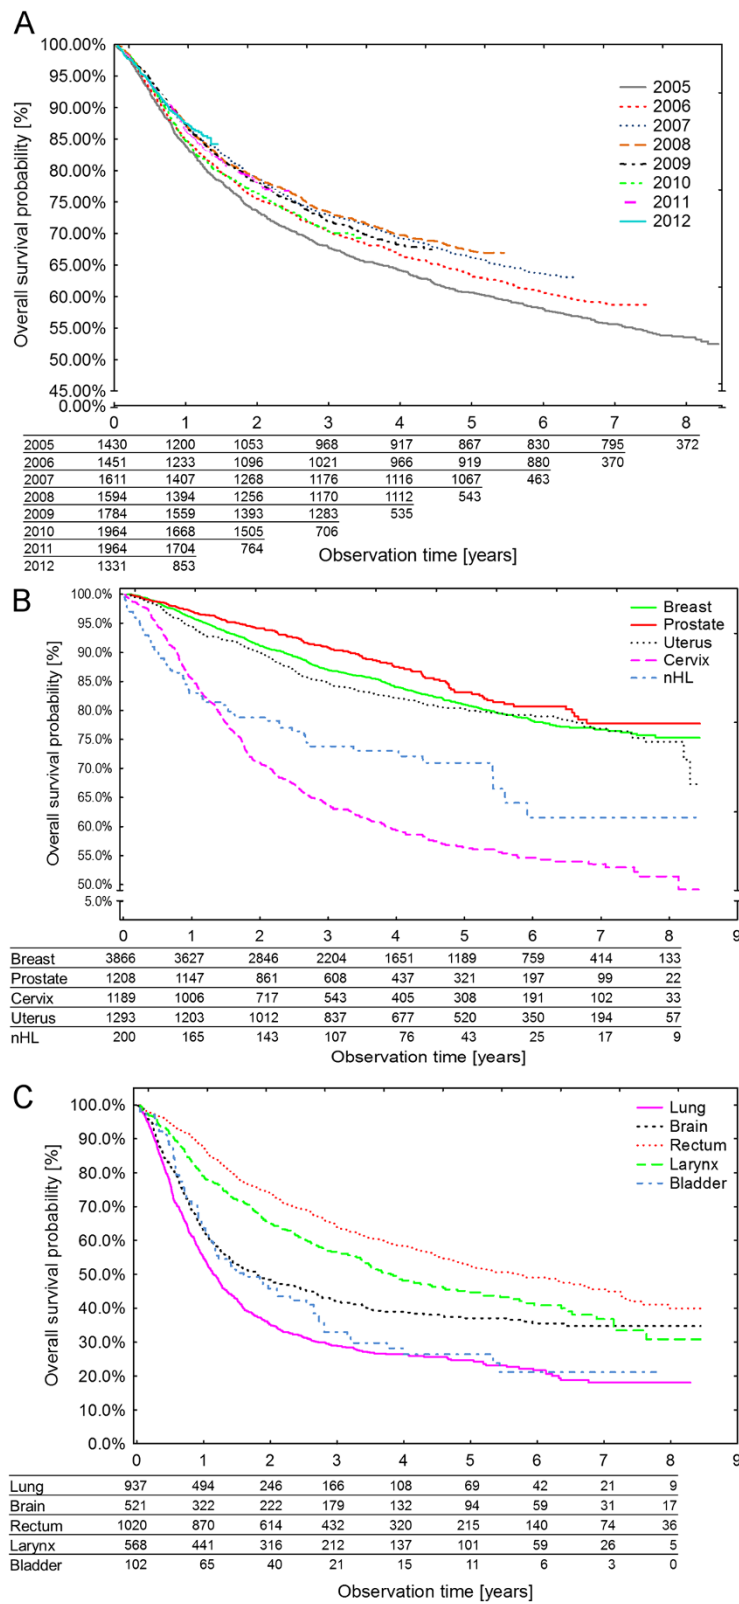 A
Overall survival probability [%]
100.00%
95.00%
90.00%
85.00%
80.00%
75.00%
70.00%
65.00%
60.00%
55.00%
50.00%
45.00%
0.00%
2005
2006
2007
2008
2009
2010
2011
2012
0 1 2 3 4 5 6 7 8
2005 1430 1200 1053 968 917 867 830 795 372
2006 1451 1233 1096 1021 966 919 880 370
2007 1611 1407 1268 1176 1116 1067 463
2008 1594 1394 1256 1170 1112 543
2009 1784 1559 1393 1283 535
2010 1964 1668 1505 706
2011 1964 1704 764
2012 1331 853
Observation time [years]
B
Overall survival probability [%]
100.0%
95.0%
90.0%
85.0%
80.0%
75.0%
70.0%
65.0%
60.0%
55.0%
50.0%
5.0%
Breast
Prostate
Uterus
Cervix
nHL
0 1 2 3 4 5 6 7 8 9
Breast 3866 3627 2846 2204 1651 1189 759 414 133
Prostate 1208 1147 861 608 437 321 197 99 22
Cervix 1189 1006 717 543 405 308 191 102 33
Uterus 1293 1203 1012 837 677 520 350 194 57
nHL 200 165 143 107 76 43 25 17 9
Observation time [years]
C
Overall survival probability [%]
100.0%
90.0%
80.0%
70.0%
60.0%
50.0%
40.0%
30.0%
20.0%
10.0%
0.0%
Lung
Brain
Rectum
Larynx
Bladder
0 1 2 3 4 5 6 7 8 9
Lung 937 494 246 166 108 69 42 21 9
Brain 521 322 222 179 132 94 59 31 17
Rectum 1020 870 614 432 320 215 140 74 36
Larynx 568 441 316 212 137 101 59 26 5
Bladder 102 65 40 21 15 11 6 3 0
Observation time [years]